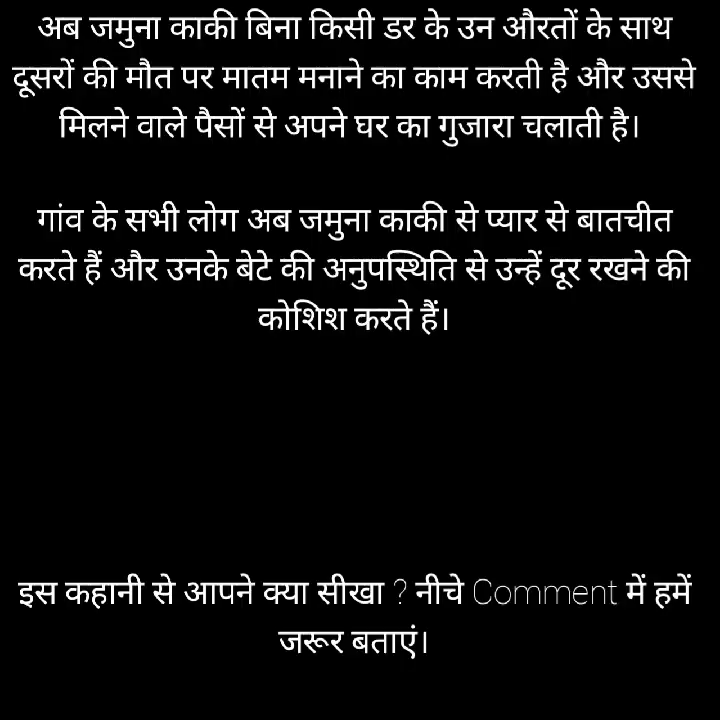 अब जमुना काकी बिना किसी डर के उन औरतों के साथ
दूसरों की मौत पर मातम मनाने का काम करती है और उससे
मिलने वाले पैसों से अपने घर का गुजारा चलाती है।
गांव के सभी लोग अब जमुना काकी से प्यार से बातचीत
करते हैं और उनके बेटे की अनुपस्थिति से उन्हें दूर रखने की
कोशिश करते हैं।
इस कहानी से आपने क्या सीखा ? नीचे Comment में हमें
जरूर बताएं।